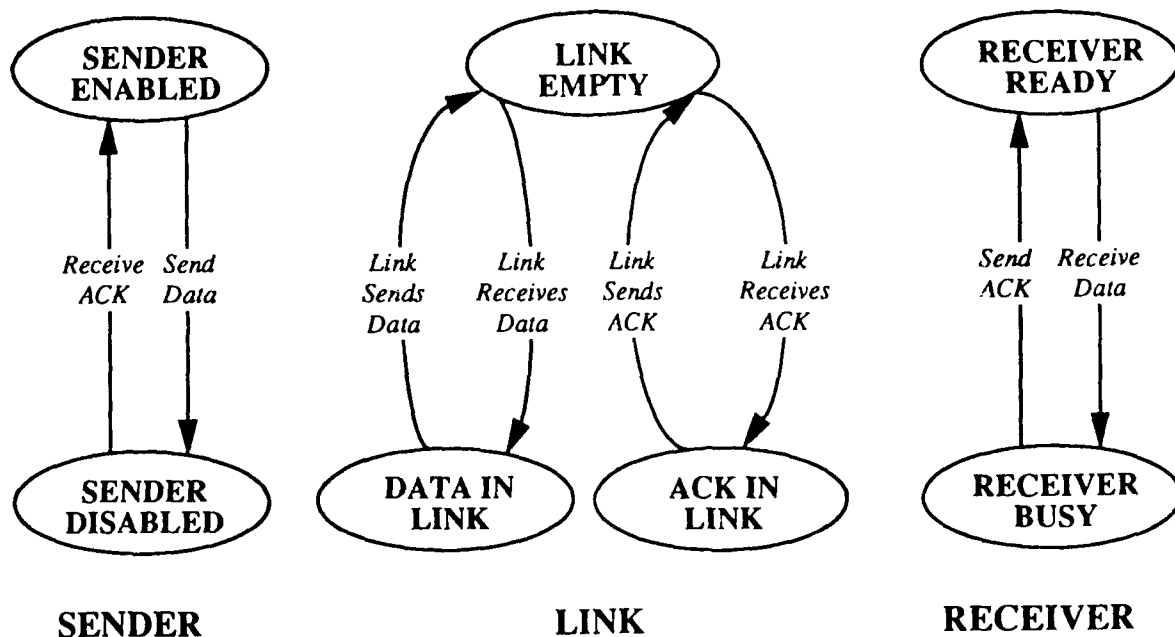 SENDER
ENABLED
LINK
EMPTY
RECEIVER
READY
Receive
ACK
Send
Data
Link
Sends
Data
Link
Receives
Data
Link
Sends
ACK
Link
Receives
ACK
Send
ACK
Receive
Data
SENDER
DISABLED
DATA IN
LINK
ACK IN
LINK
RECEIVER
BUSY
SENDER
LINK
RECEIVER